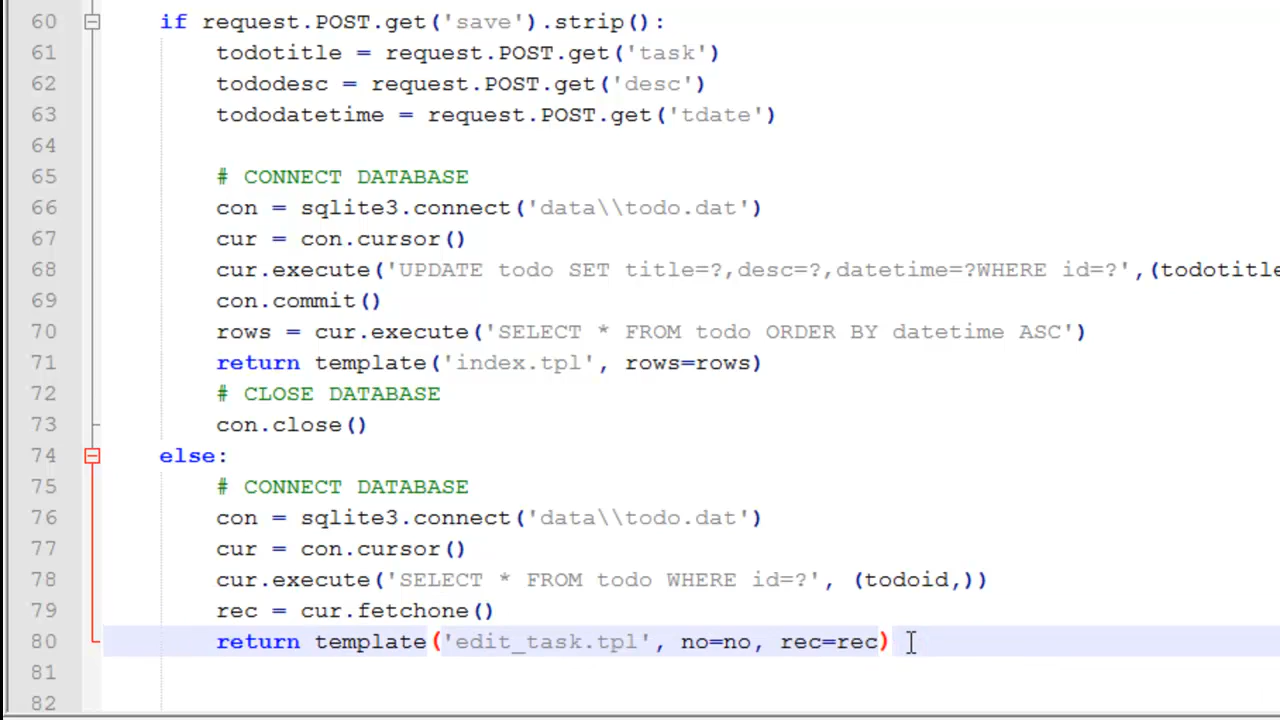 60 if request.POST.get('save').strip():
61 todotitle = request.POST.get('task')
62 tododesc = request.POST.get('desc')
63 tododatetime = request.POST.get('tdate')
64
65 # CONNECT DATABASE
66 con = sqlite3.connect('data\\todo.dat')
67 cur = con.cursor()
68 cur.execute('UPDATE todo SET title=?,desc=?,datetime=?WHERE id=?',(todotitle
69 con.commit()
70 rows = cur.execute('SELECT * FROM todo ORDER BY datetime ASC')
71 return template('index.tpl', rows=rows)
72 # CLOSE DATABASE
73 con.close()
74 else:
75 # CONNECT DATABASE
76 con = sqlite3.connect('data\\todo.dat')
77 cur = con.cursor()
78 cur.execute('SELECT * FROM todo WHERE id=?', (todoid,))
79 rec = cur.fetchone()
80 return template('edit_task.tpl', no=no, rec=rec)
81
82